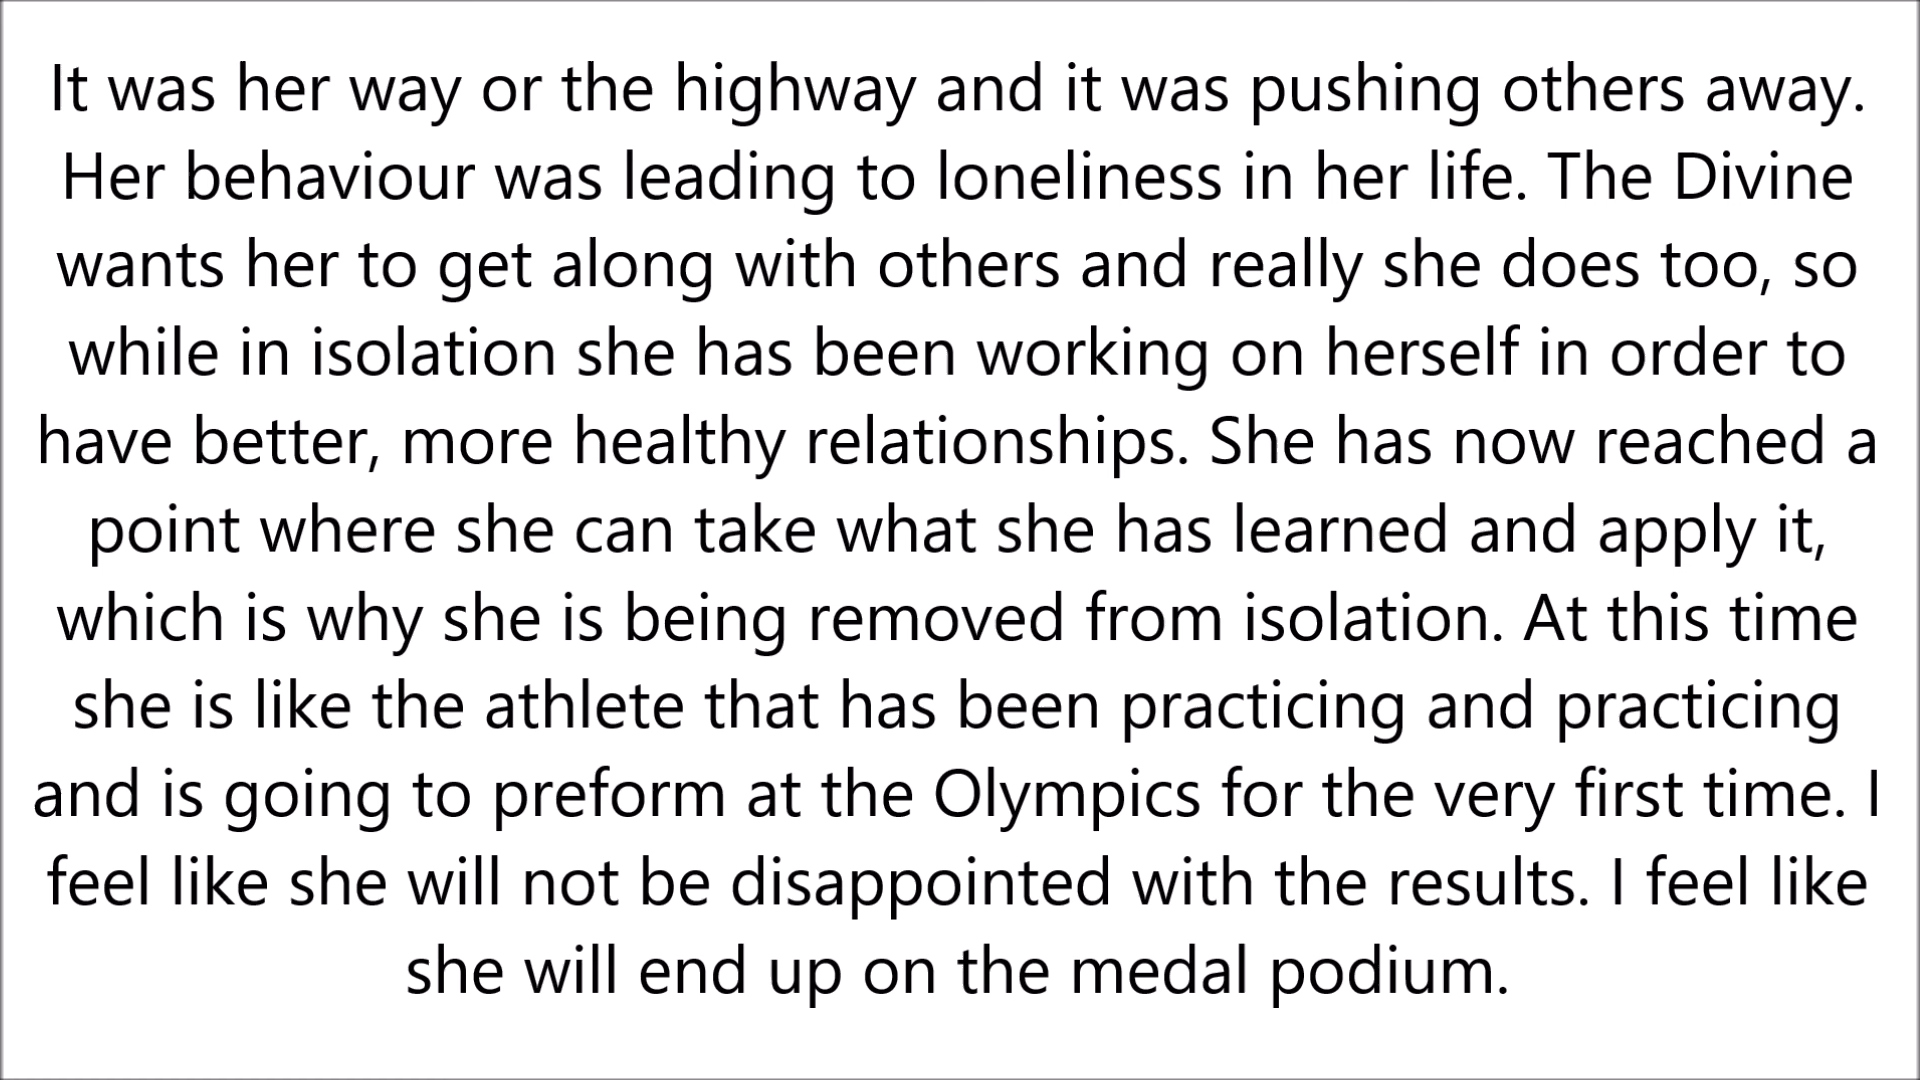 It was her way or the highway and it was pushing others away.
Her behaviour was leading to loneliness in her life. The Divine
wants her to get along with others and really she does too, so
while in isolation she has been working on herself in order to
have better, more healthy relationships. She has now reached a
point where she can take what she has learned and apply it,
which is why she is being removed from isolation. At this time
she is like the athlete that has been practicing and practicing
and is going to preform at the Olympics for the very first time. I
feel like she will not be disappointed with the results. I feel like
she will end up on the medal podium.